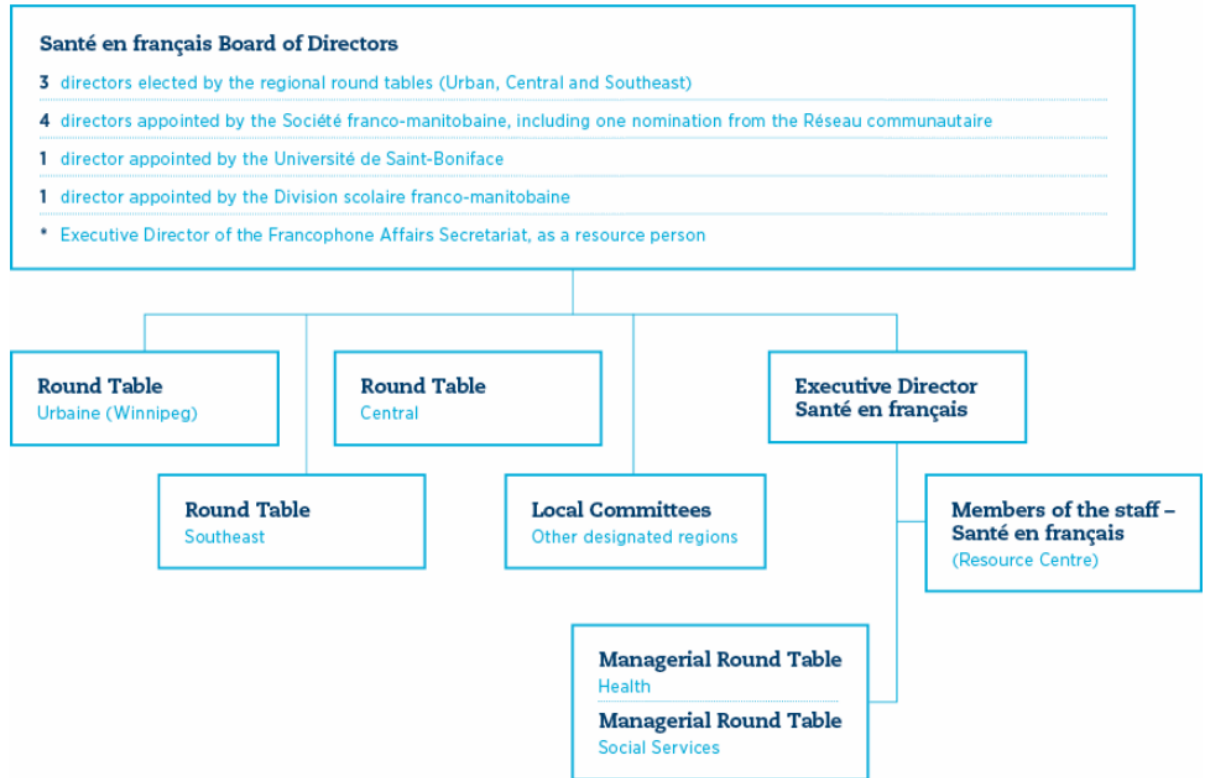 Santé en français Board of Directors
3 directors elected by the regional round tables (Urban, Central and Southeast)
4 directors appointed by the Société franco-manitobaine, including one nomination from the Réseau communautaire
1 director appointed by the Université de Saint-Boniface
1 director appointed by the Division scolaire franco-manitobaine
* Executive Director of the Francophone Affairs Secretariat, as a resource person
Round Table
Urbaine (Winnipeg)
Round Table
Central
Executive Director
Santé en français
Round Table
Southeast
Local Committees
Other designated regions
Members of the staff –
Santé en français
(Resource Centre)
Managerial Round Table
Health
Managerial Round Table
Social Services